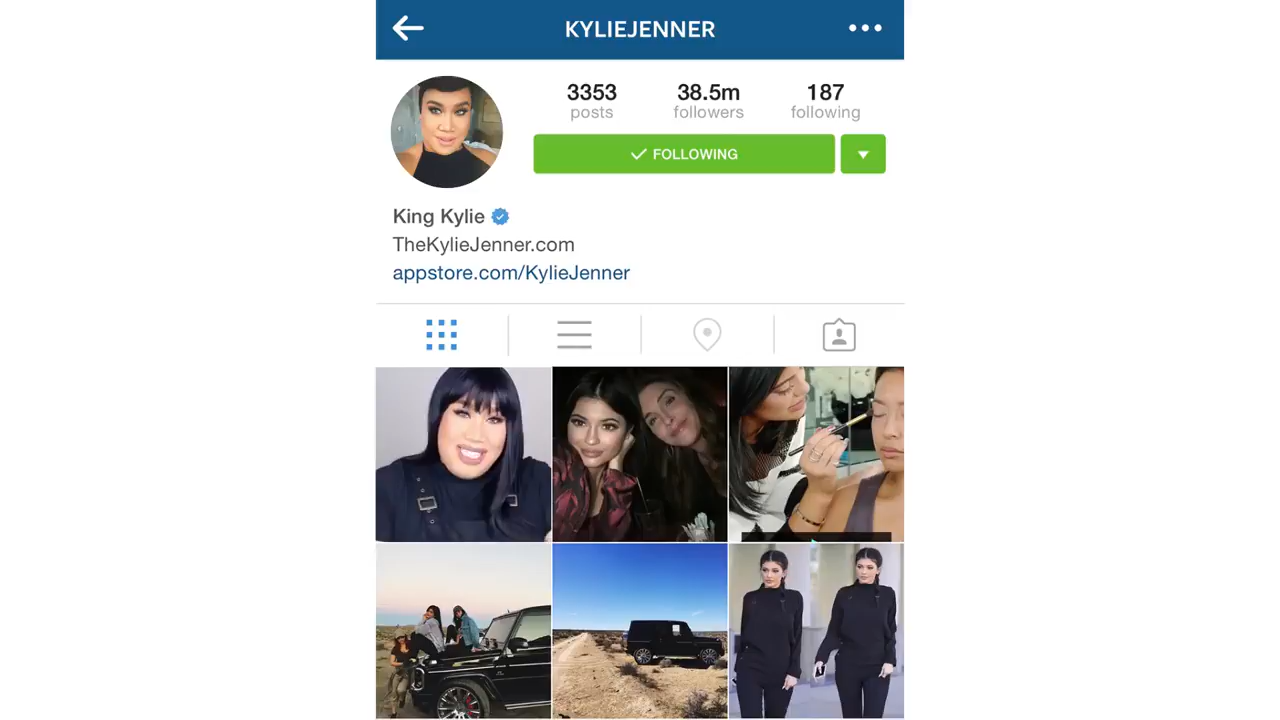 KYLIEJENNER
3353 38.5m 187
posts followers following
FOLLOWING
King Kylie
TheKylieJenner.com
appstore.com/KylieJenner